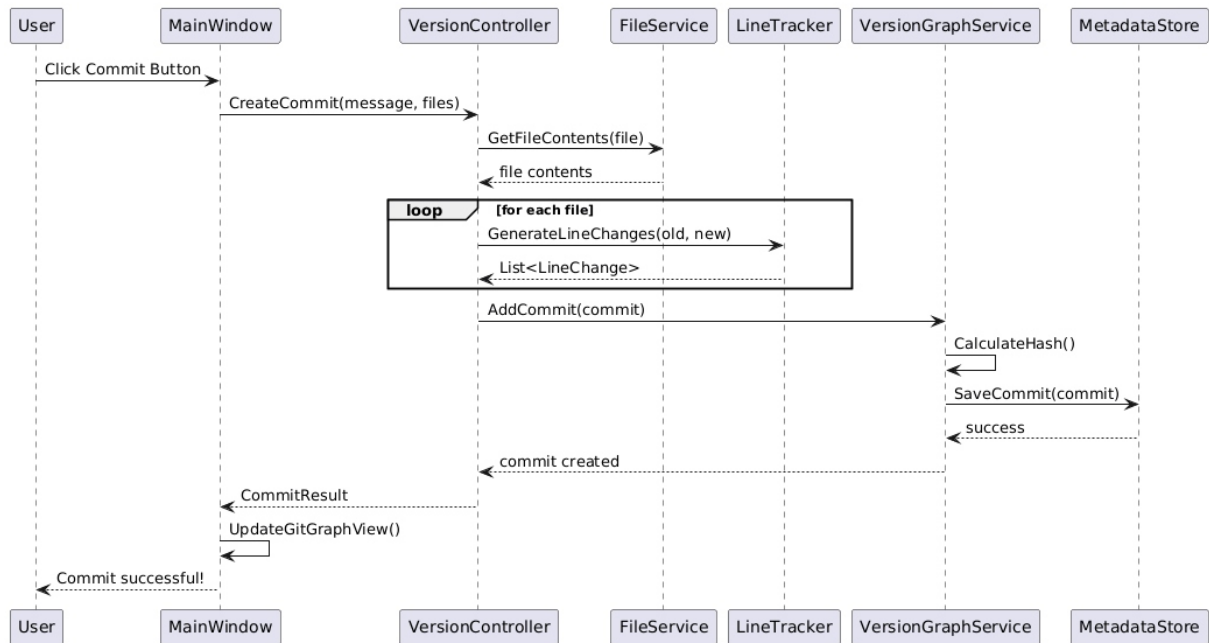 User MainWindow VersionController FileService LineTracker VersionGraphService MetadataStore
Click Commit Button
CreateCommit(message, files)
GetFileContents(file)
file contents
loop [for each file]
GenerateLineChanges(old, new)
List<LineChange>
AddCommit(commit)
CalculateHash()
SaveCommit(commit)
success
commit created
CommitResult
UpdateGitGraphView()
Commit successful!
User MainWindow VersionController FileService LineTracker VersionGraphService MetadataStore